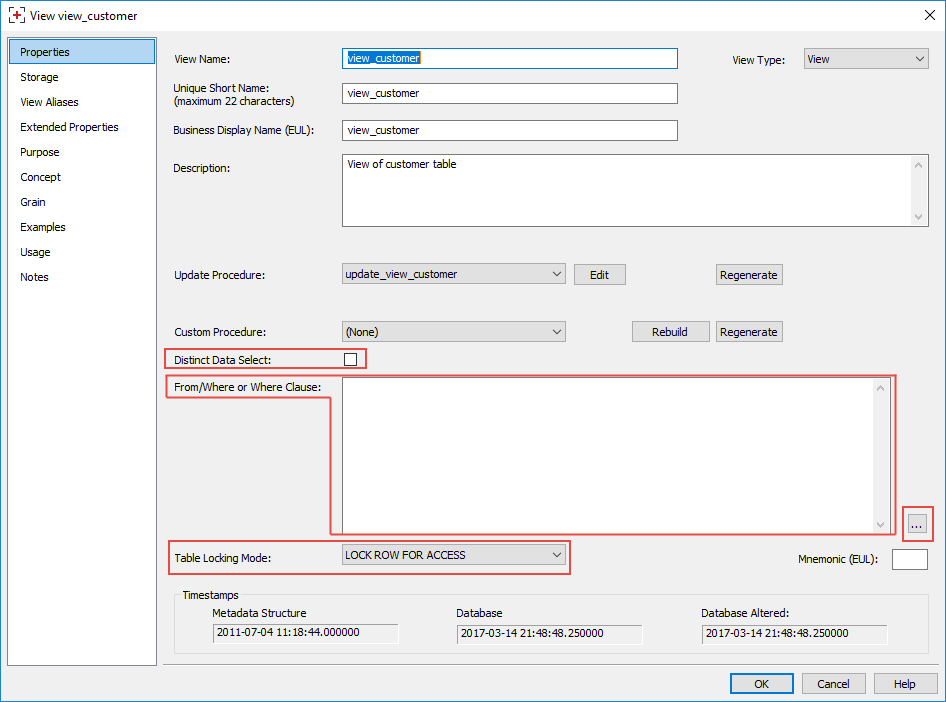 View view_customer
Properties
Storage
View Aliases
Extended Properties
Purpose
Concept
Grain
Examples
Usage
Notes
View Name: view_customer View Type: View
Unique Short Name:
(maximum 22 characters) view_customer
Business Display Name (EUL): view_customer
Description: View of customer table
Update Procedure: update_view_customer Edit Regenerate
Custom Procedure: (None) Rebuild Regenerate
Distinct Data Select:
From/Where or Where Clause:
...
Table Locking Mode: LOCK ROW FOR ACCESS Mnemonic (EUL):
Timestamps
Metadata Structure Database Database Altered:
2011-07-04 11:18:44.000000 2017-03-14 21:48:48.250000 2017-03-14 21:48:48.250000
OK Cancel Help